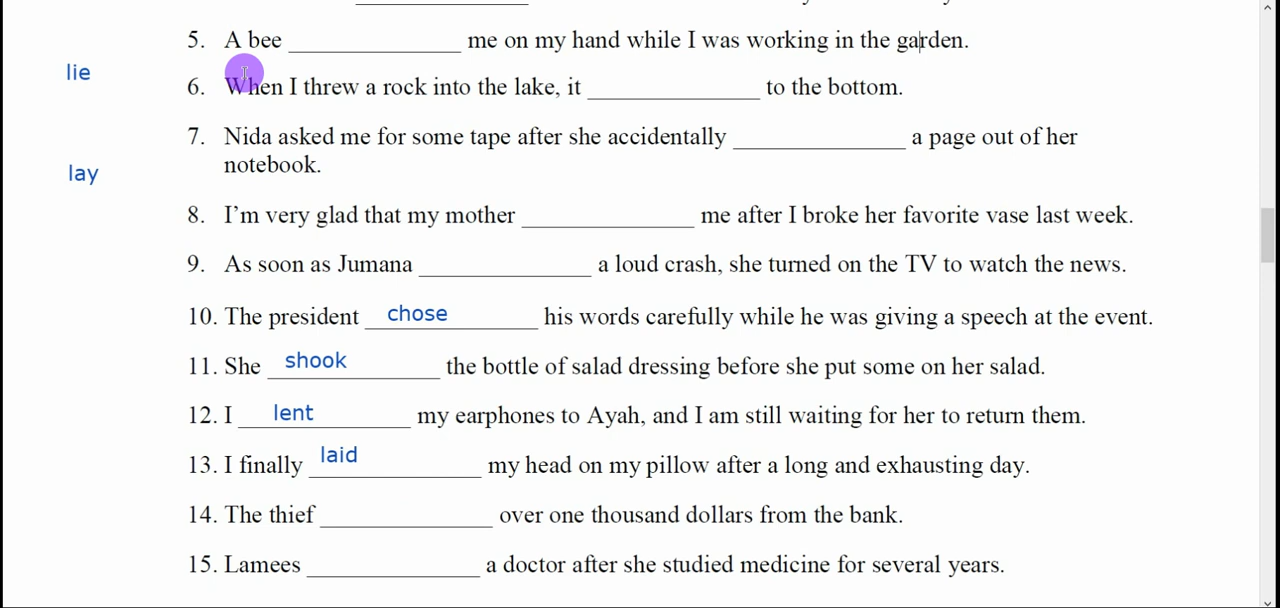 5. A bee ______________ me on my hand while I was working in the garden.
lie
6. When I threw a rock into the lake, it ______________ to the bottom.
7. Nida asked me for some tape after she accidentally ______________ a page out of her
notebook.
lay
8. I’m very glad that my mother ______________ me after I broke her favorite vase last week.
9. As soon as Jumana ______________ a loud crash, she turned on the TV to watch the news.
10. The president chose his words carefully while he was giving a speech at the event.
11. She shook the bottle of salad dressing before she put some on her salad.
12. I lent my earphones to Ayah, and I am still waiting for her to return them.
13. I finally laid my head on my pillow after a long and exhausting day.
14. The thief ______________ over one thousand dollars from the bank.
15. Lamees ______________ a doctor after she studied medicine for several years.